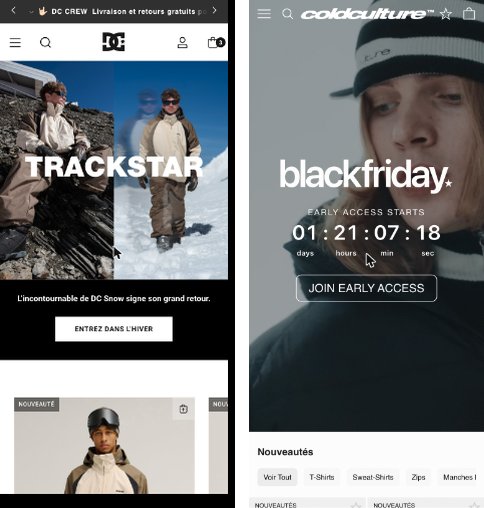 DC CREW Livraison et retours gratuits po
DC
3
TRACKSTAR
L'incontournable de DC Snow signe son grand retour.
ENTREZ DANS L'HIVER
NOUVEAUTÉ
NOUV
coldculture™
blackfriday
EARLY ACCESS STARTS
01 : 21 : 07 : 18
days hours min sec
JOIN EARLY ACCESS
Nouveautés
Voir Tout T-Shirts Sweat-Shirts Zips Manches l
NOUVEAUTÉS NOUVEAUTÉS